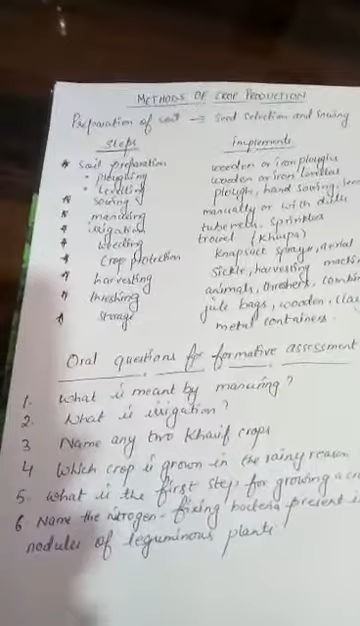 METHODS OF CROP PRODUCTION
Preparation of soil → seed selection and sowing
steps implements
* soil preparation wooden or iron ploughs
• ploughing wooden or iron levellers
• levelling plough, hand sowing,
* sowing manually or with
* manuring sprinkler
* irrigation trowel (Khurpa)
* weeding knapsack sprayer, aerial
* crop protection sickle, harvesting
* harvesting animals, threshers,
* threshing jute bags, wooden,
* storage metal containers.
Oral questions for formative assessment
1. What is meant by manuring?
2. What is irrigation?
3 Name any two Kharif crops
4 Which crop is grown in the rainy
5. What is the first step for growing a
6 Name the nitrogen-fixing bacteria present
nodules of leguminous plants